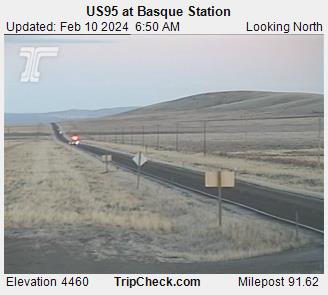 US95 at Basque Station
Updated: Feb 10 2024 6:50 AM Looking North
Elevation 4460 TripCheck.com Milepost 91.62